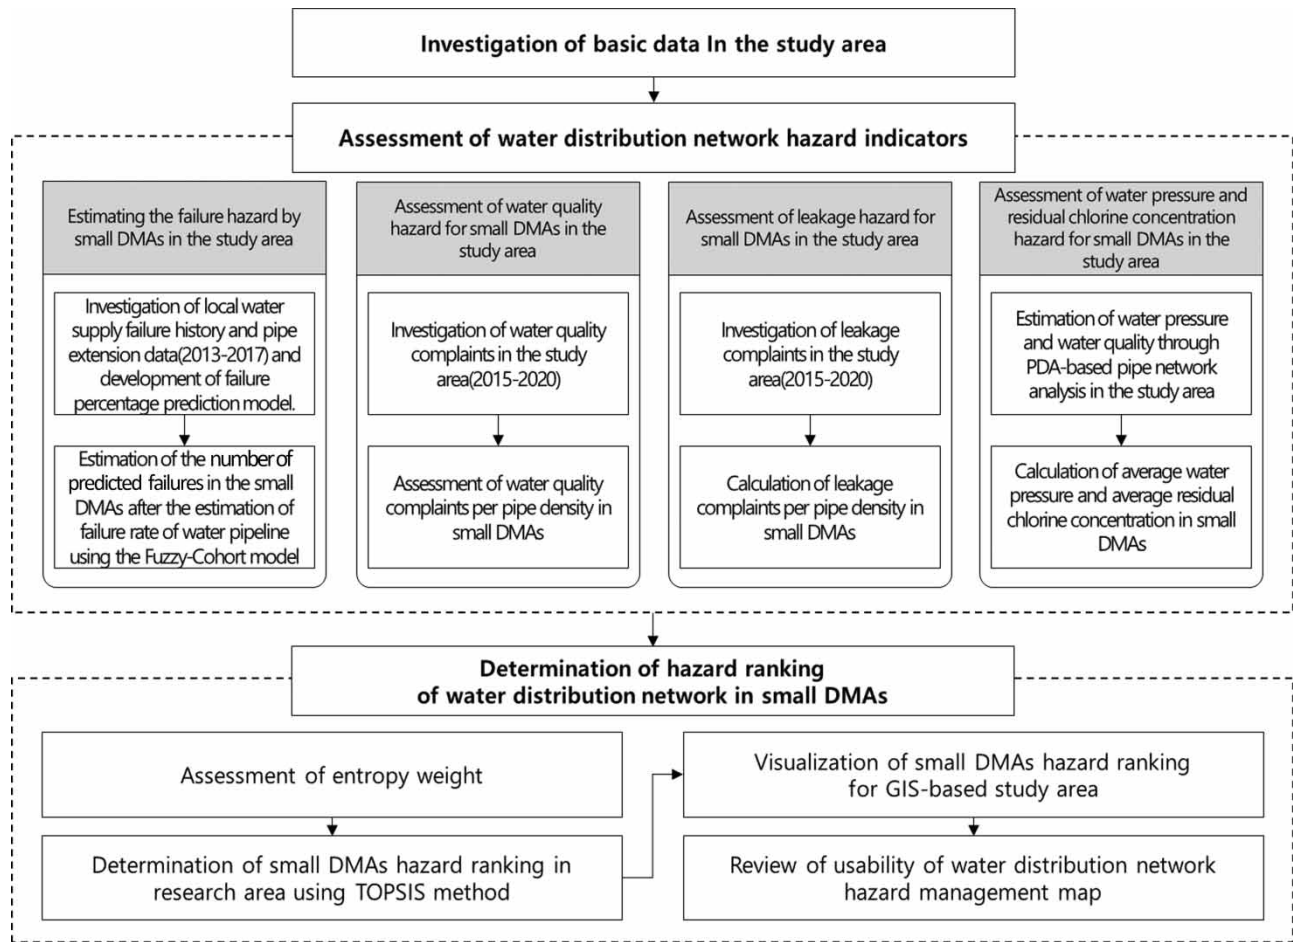 Investigation of basic data In the study area
Assessment of water distribution network hazard indicators
Estimating the failure hazard by
small DMAs in the study area
Investigation of local water
supply failure history and pipe
extension data(2013-2017) and
development of failure
percentage prediction model.
Estimation of the number of
predicted failures in the small
DMAs after the estimation of
failure rate of water pipeline
using the Fuzzy-Cohort model
Assessment of water quality
hazard for small DMAs in the
study area
Investigation of water quality
complaints in the study
area(2015-2020)
Assessment of water quality
complaints per pipe density in
small DMAs
Assessment of leakage hazard for
small DMAs in the study area
Investigation of leakage
complaints in the study
area(2015-2020)
Calculation of leakage
complaints per pipe density in
small DMAs
Assessment of water pressure and
residual chlorine concentration
hazard for small DMAs in the
study area
Estimation of water pressure
and water quality through
PDA-based pipe network
analysis in the study area
Calculation of average water
pressure and average residual
chlorine concentration in small
DMAs
Determination of hazard ranking
of water distribution network in small DMAs
Assessment of entropy weight
Determination of small DMAs hazard ranking in
research area using TOPSIS method
Visualization of small DMAs hazard ranking
for GIS-based study area
Review of usability of water distribution network
hazard management map